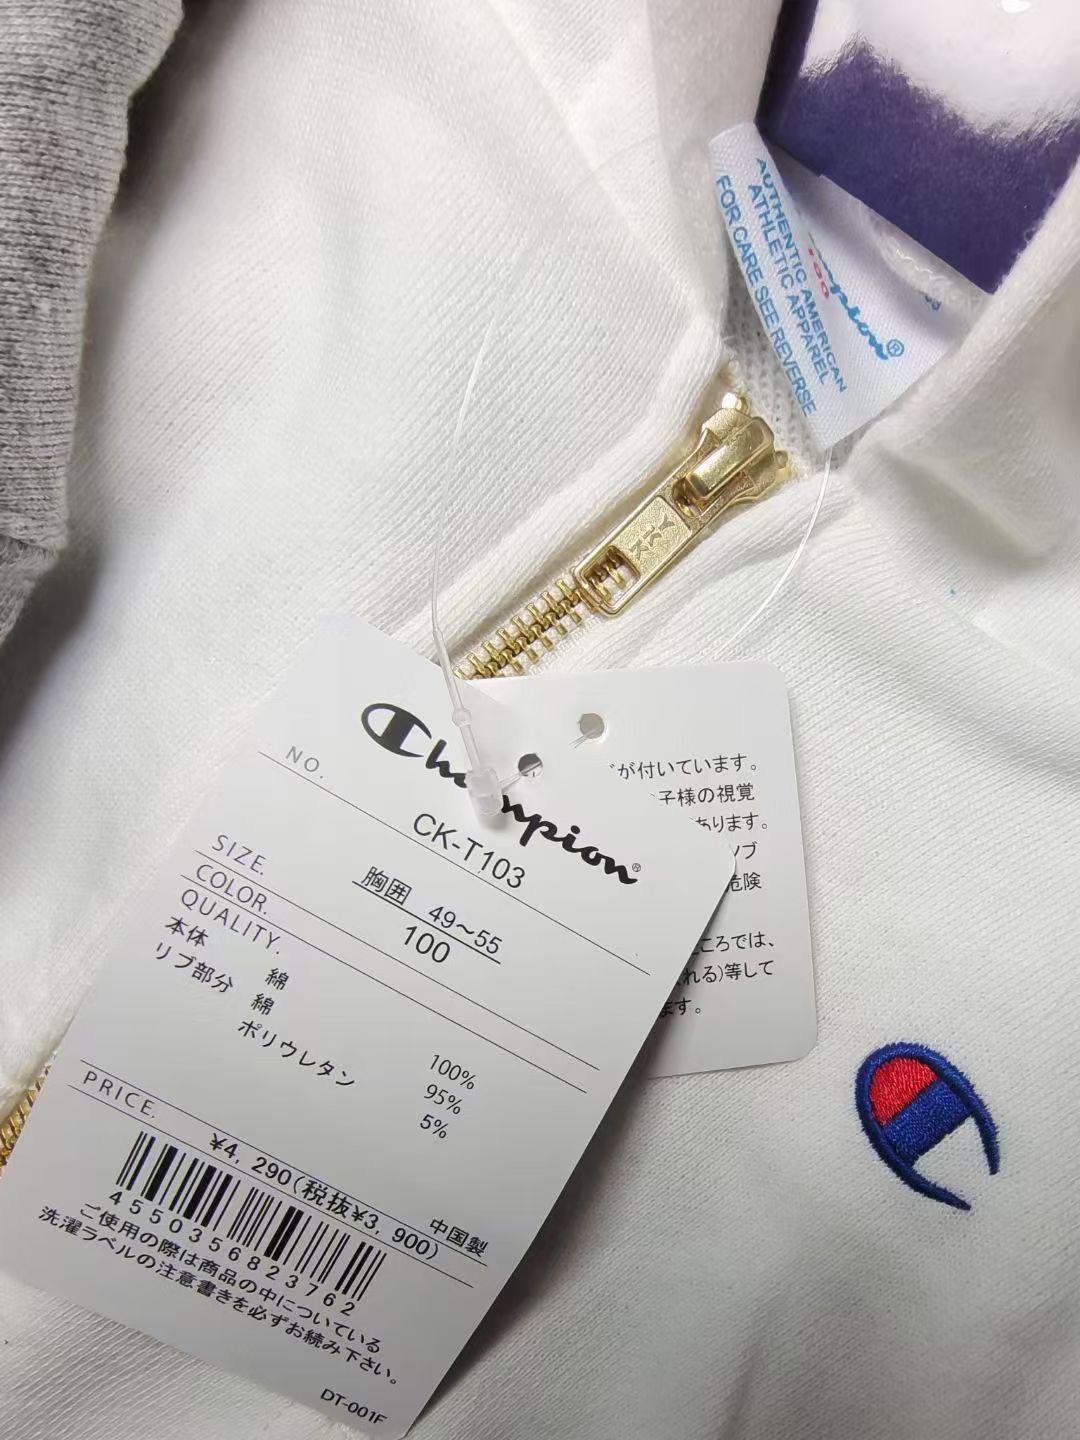 Champion®
100
AUTHENTIC AMERICAN
ATHLETIC APPAREL
FOR CARE SEE REVERSE
YKK
Champion®
NO.
CK-T103
SIZE.
胸囲 49～55
100
COLOR.
QUALITY.
本体 綿 100%
リブ部分 綿 95%
ポリウレタン 5%
PRICE.
¥4, 290(税抜¥3, 900)
中国製
4550356823762
ご使用の際は商品の中についている
洗濯ラベルの注意書きを必ずお読み下さい。
DT-001F
が付いています。
子様の視覚
あります。
ップ
危険
ころでは、
れる)等して
ます。